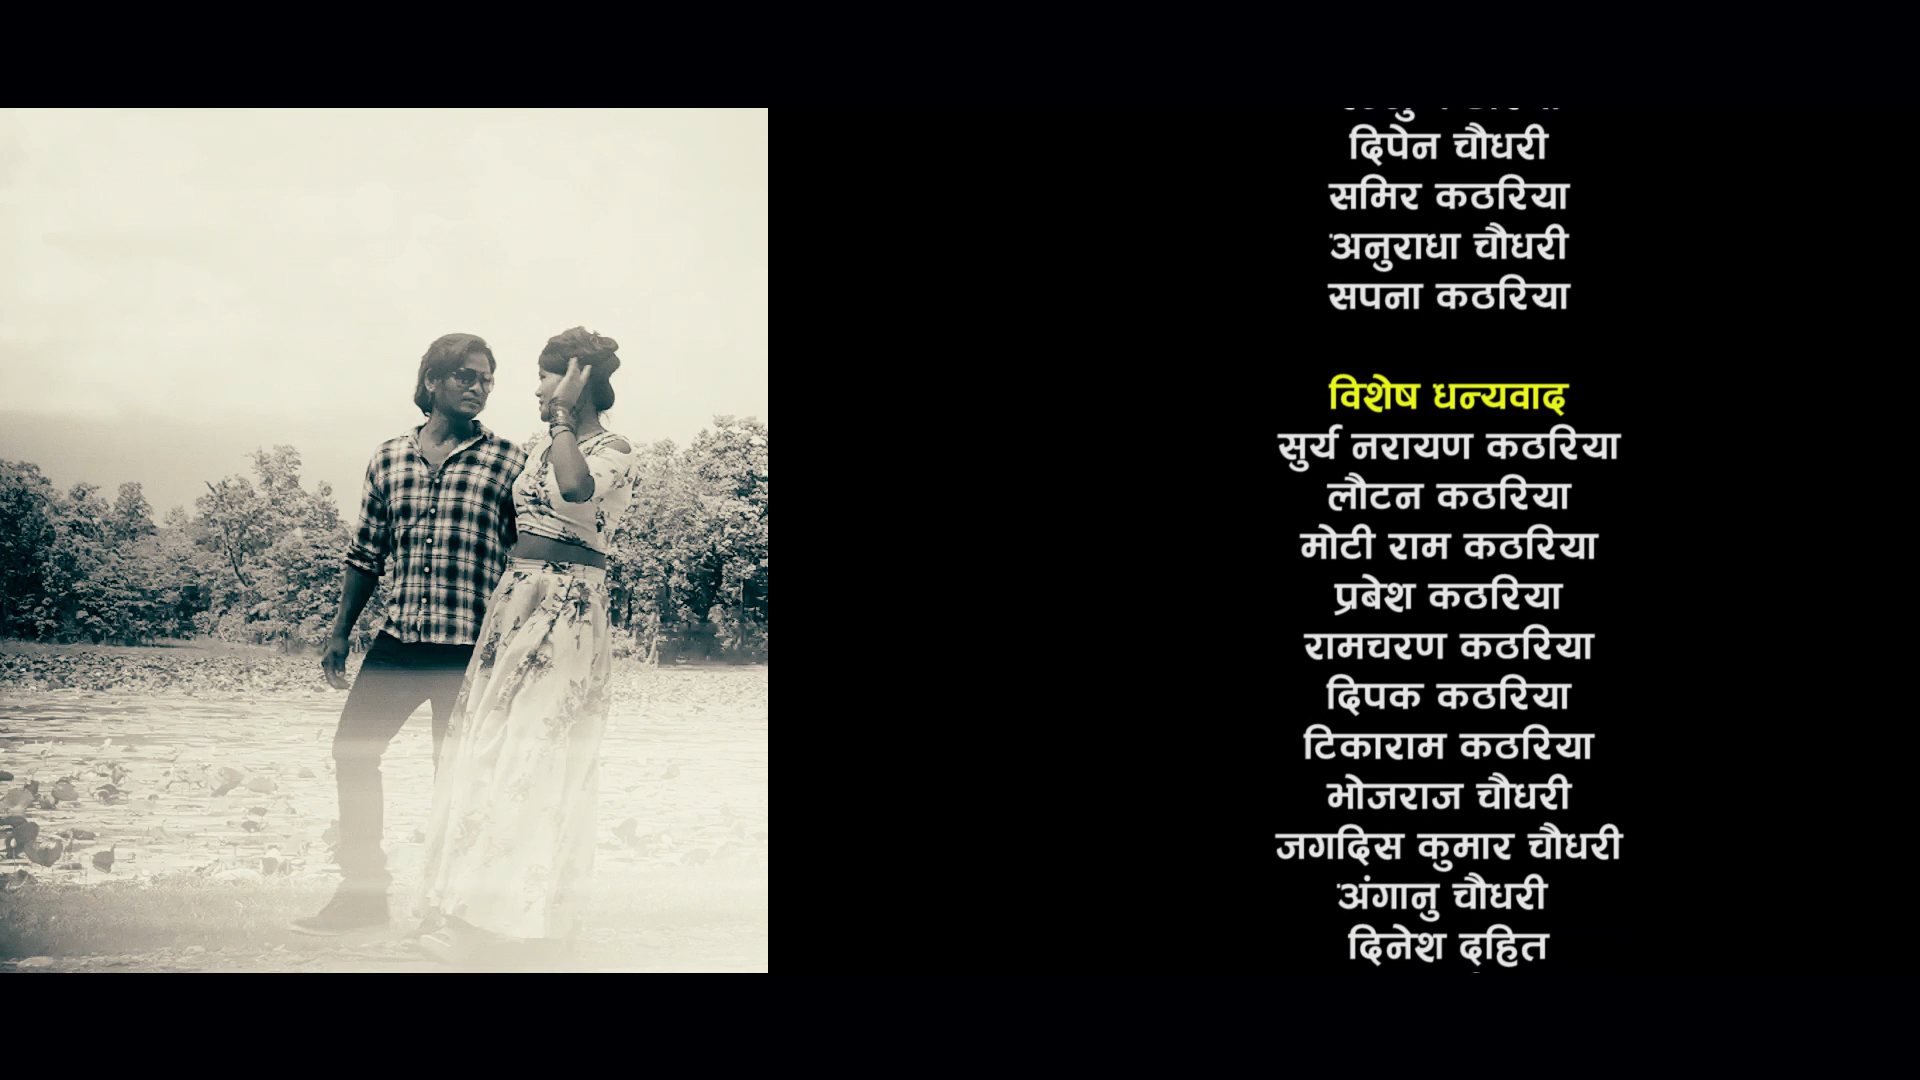 दिपेन चौधरी
समिर कठरिया
अनुराधा चौधरी
सपना कठरिया
विशेष धन्यवाद
सुर्य नरायण कठरिया
लौटन कठरिया
मोटी राम कठरिया
प्रबेश कठरिया
रामचरण कठरिया
दिपक कठरिया
टिकाराम कठरिया
भोजराज चौधरी
जगदिस कुमार चौधरी
अंगानु चौधरी
दिनेश दहित